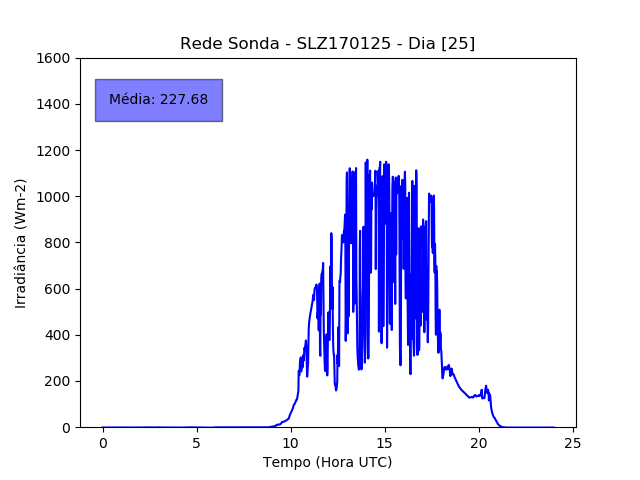 Rede Sonda - SLZ170125 - Dia [25]
1600
1400
1200
1000
800
600
400
200
0
Média: 227.68
Irradiância (Wm-2)
0 5 10 15 20 25
Tempo (Hora UTC)